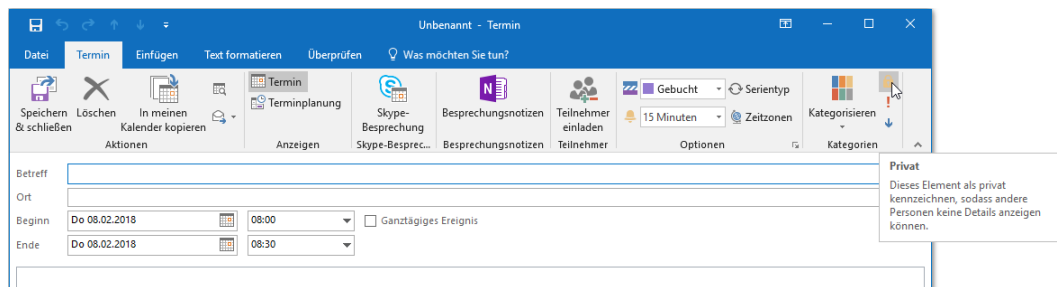 Unbenannt - Termin
Datei Termin Einfügen Text formatieren Überprüfen Was möchten Sie tun?
Speichern & schließen
Löschen
In meinen Kalender kopieren
Aktionen
Termin
Terminplanung
Anzeigen
Skype-Besprechung
Skype-Besprec...
Besprechungsnotizen
Besprechungsnotizen
Teilnehmer einladen
Teilnehmer
Gebucht
Serientyp
15 Minuten
Zeitzonen
Optionen
Kategorisieren
Kategorien
Privat
Dieses Element als privat
kennzeichnen, sodass andere
Personen keine Details anzeigen
können.
Betreff
Ort
Beginn Do 08.02.2018 08:00 Ganztägiges Ereignis
Ende Do 08.02.2018 08:30